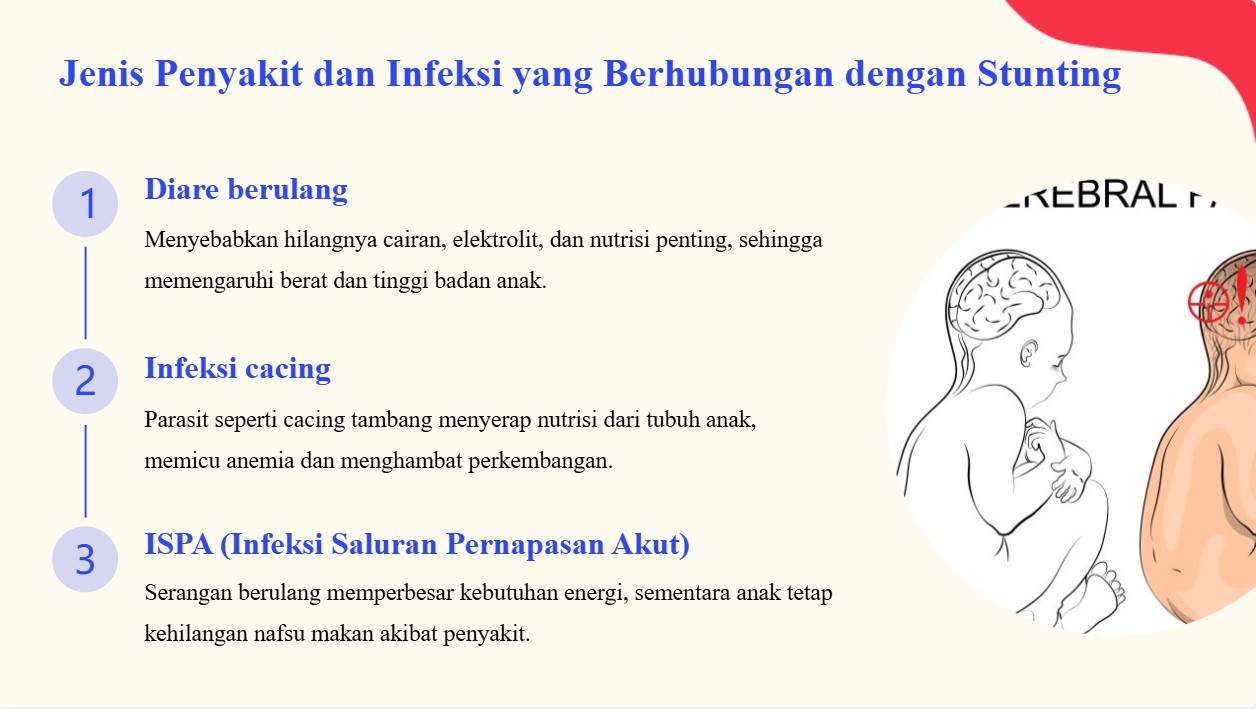 Jenis Penyakit dan Infeksi yang Berhubungan dengan Stunting
1
Diare berulang
Menyebabkan hilangnya cairan, elektrolit, dan nutrisi penting, sehingga
memengaruhi berat dan tinggi badan anak.
2
Infeksi cacing
Parasit seperti cacing tambang menyerap nutrisi dari tubuh anak,
memicu anemia dan menghambat perkembangan.
3
ISPA (Infeksi Saluran Pernapasan Akut)
Serangan berulang memperbesar kebutuhan energi, sementara anak tetap
kehilangan nafsu makan akibat penyakit.